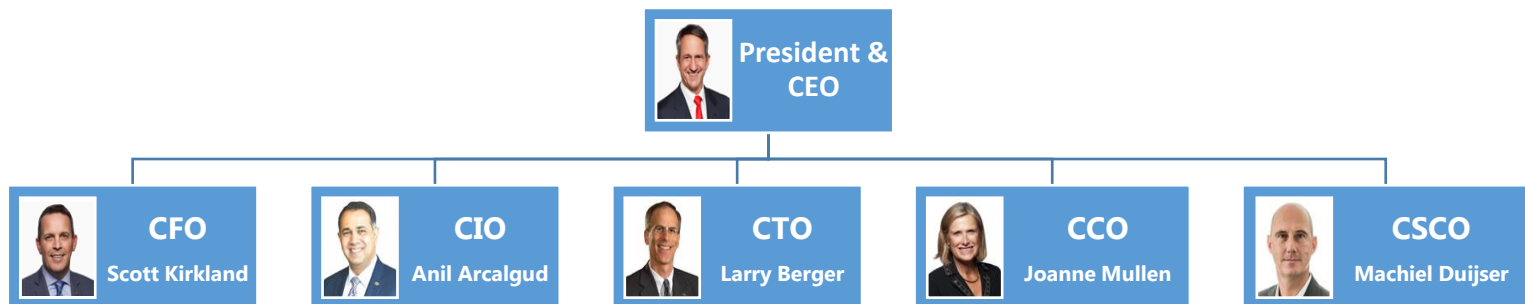 President &
CEO
CFO
Scott Kirkland
CIO
Anil Arcalgud
CTO
Larry Berger
CCO
Joanne Mullen
CSCO
Machiel Duijser